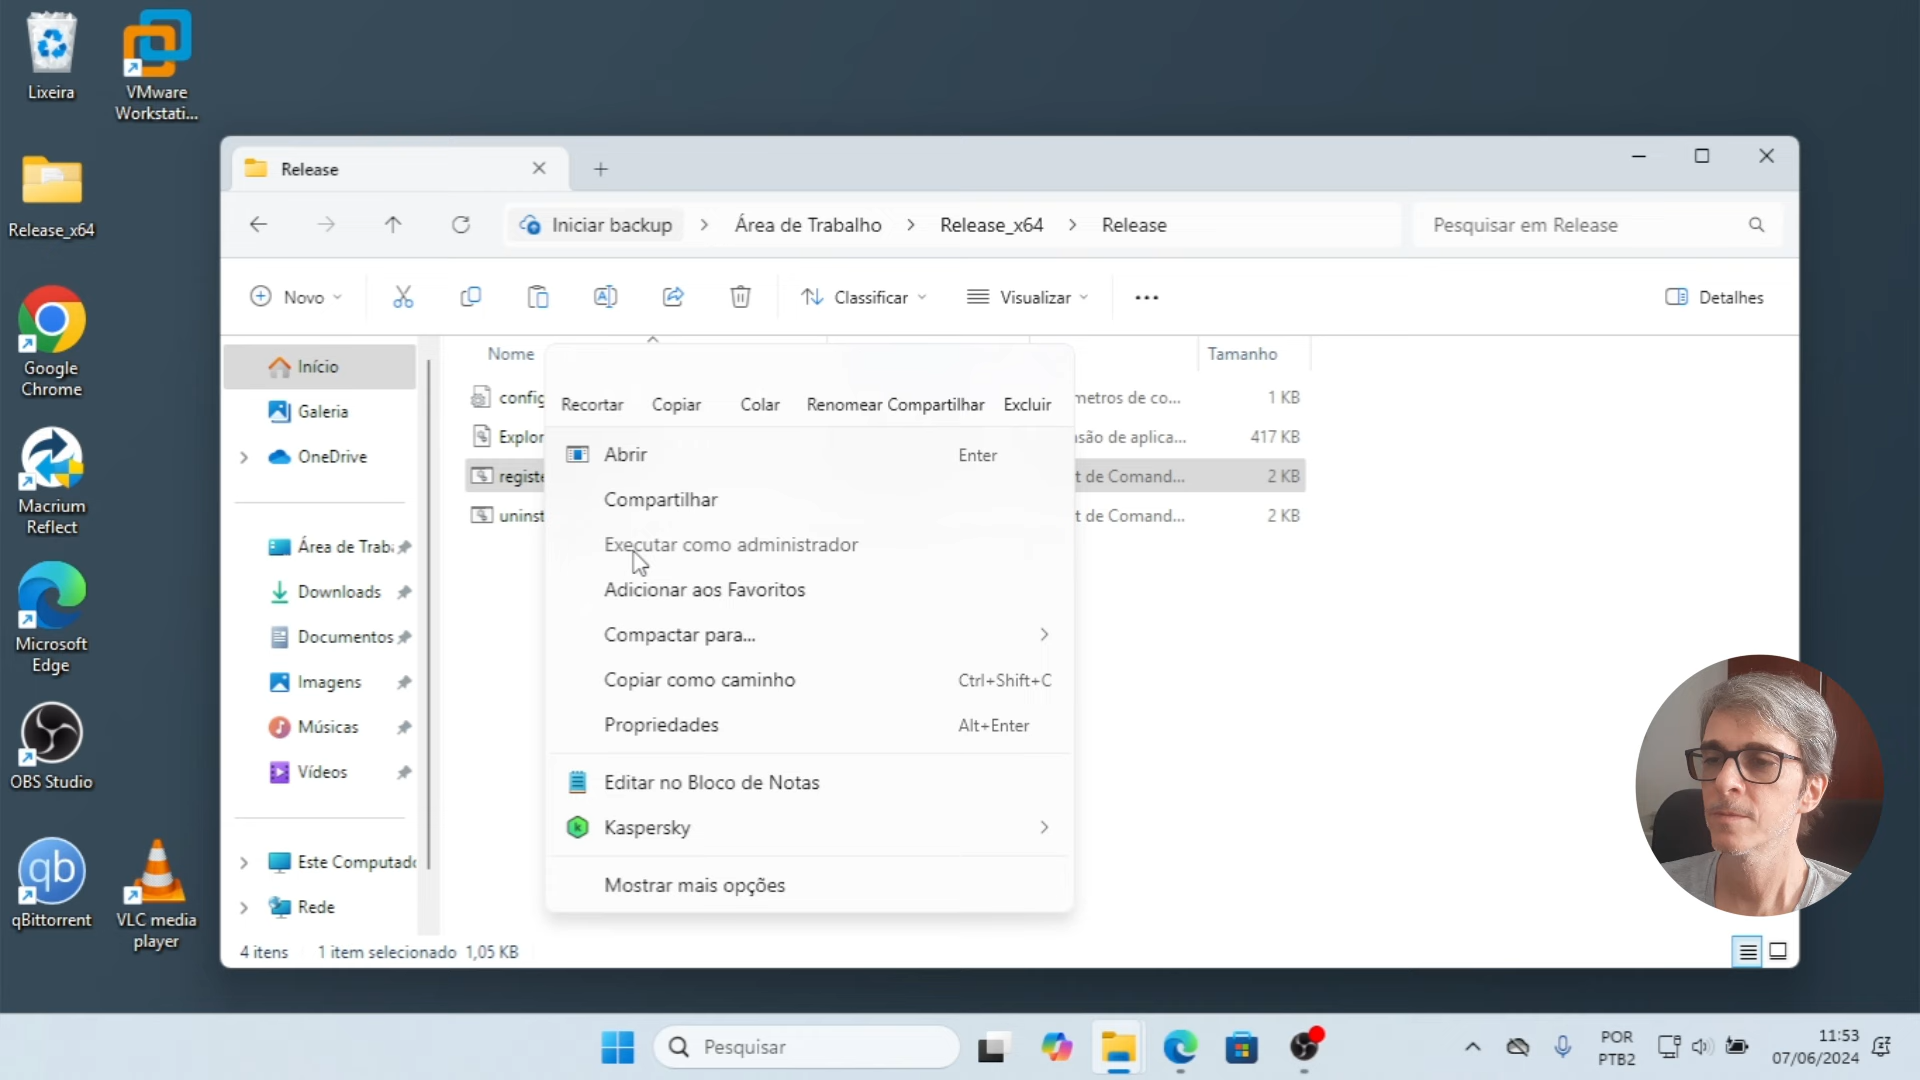 Lixeira
VMware
Workstati...
Release_x64
Google
Chrome
Macrium
Reflect
Microsoft
Edge
OBS Studio
qBittorrent
VLC media
player
Release
Iniciar backup
Área de Trabalho
Release_x64
Release
Pesquisar em Release
Novo
Classificar
Visualizar
Detalhes
Início
Galeria
OneDrive
Área de Trab
Downloads
Documentos
Imagens
Músicas
Vídeos
Este Computad
Rede
Nome
Tamanho
config
metros de co...
1 KB
Explor
são de aplica...
417 KB
registe
t de Comand...
2 KB
uninst
t de Comand...
2 KB
Recortar Copiar Colar Renomear Compartilhar Excluir
Abrir Enter
Compartilhar
Executar como administrador
Adicionar aos Favoritos
Compactar para...
Copiar como caminho Ctrl+Shift+C
Propriedades Alt+Enter
Editar no Bloco de Notas
Kaspersky
Mostrar mais opções
4 itens 1 item selecionado 1,05 KB
Pesquisar
POR
PTB2
11:53
07/06/2024